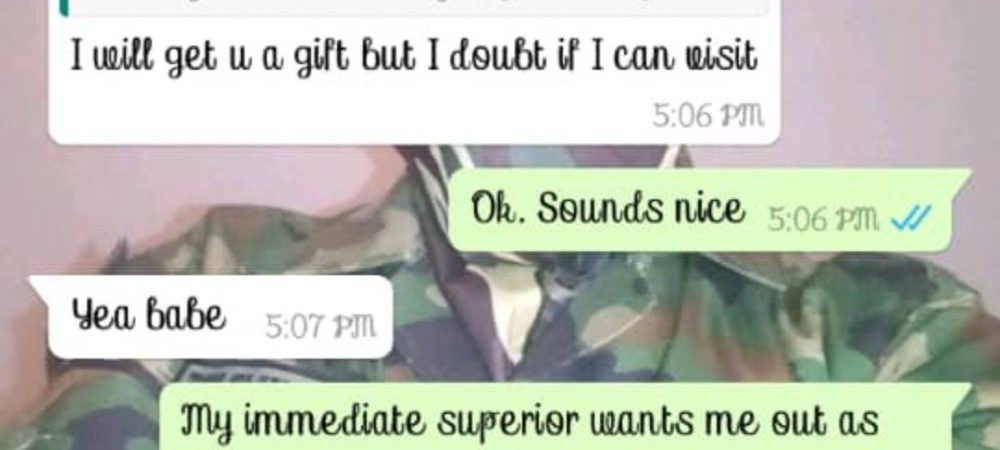 I will get u a gift but I doubt if I can visit
5:06 PM
Ok. Sounds nice 5:06 PM
Yea babe 5:07 PM
My immediate superior wants me out as